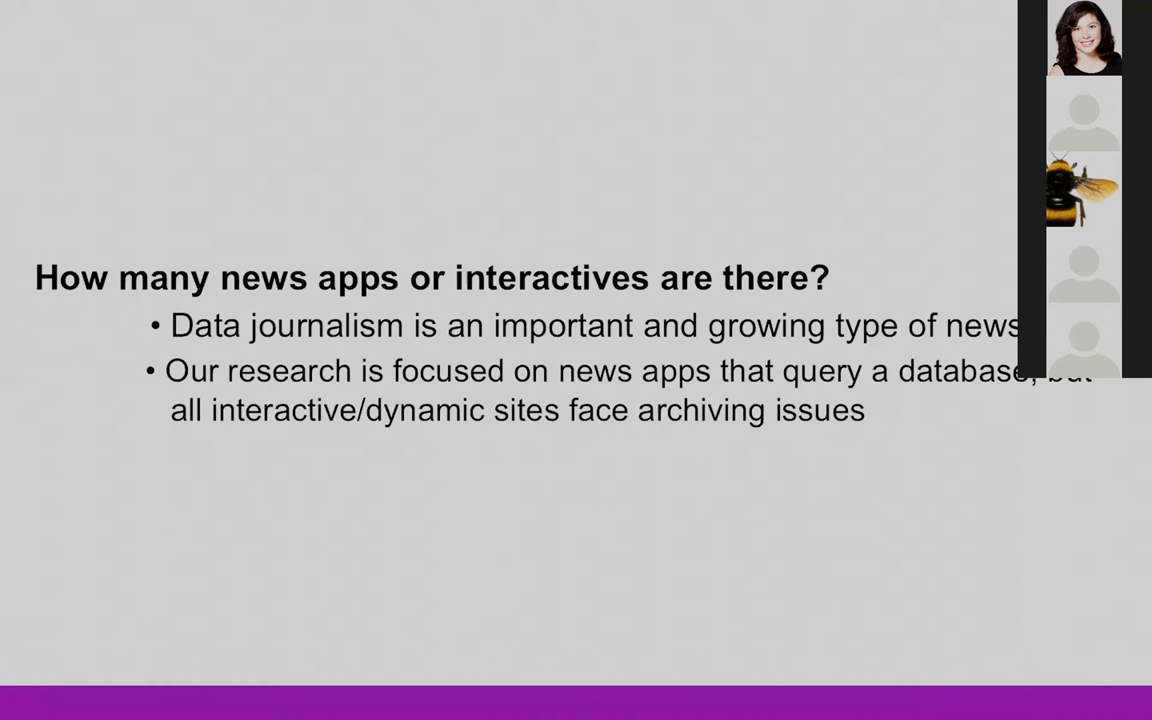 How many news apps or interactives are there?
• Data journalism is an important and growing type of news
• Our research is focused on news apps that query a database, but
all interactive/dynamic sites face archiving issues